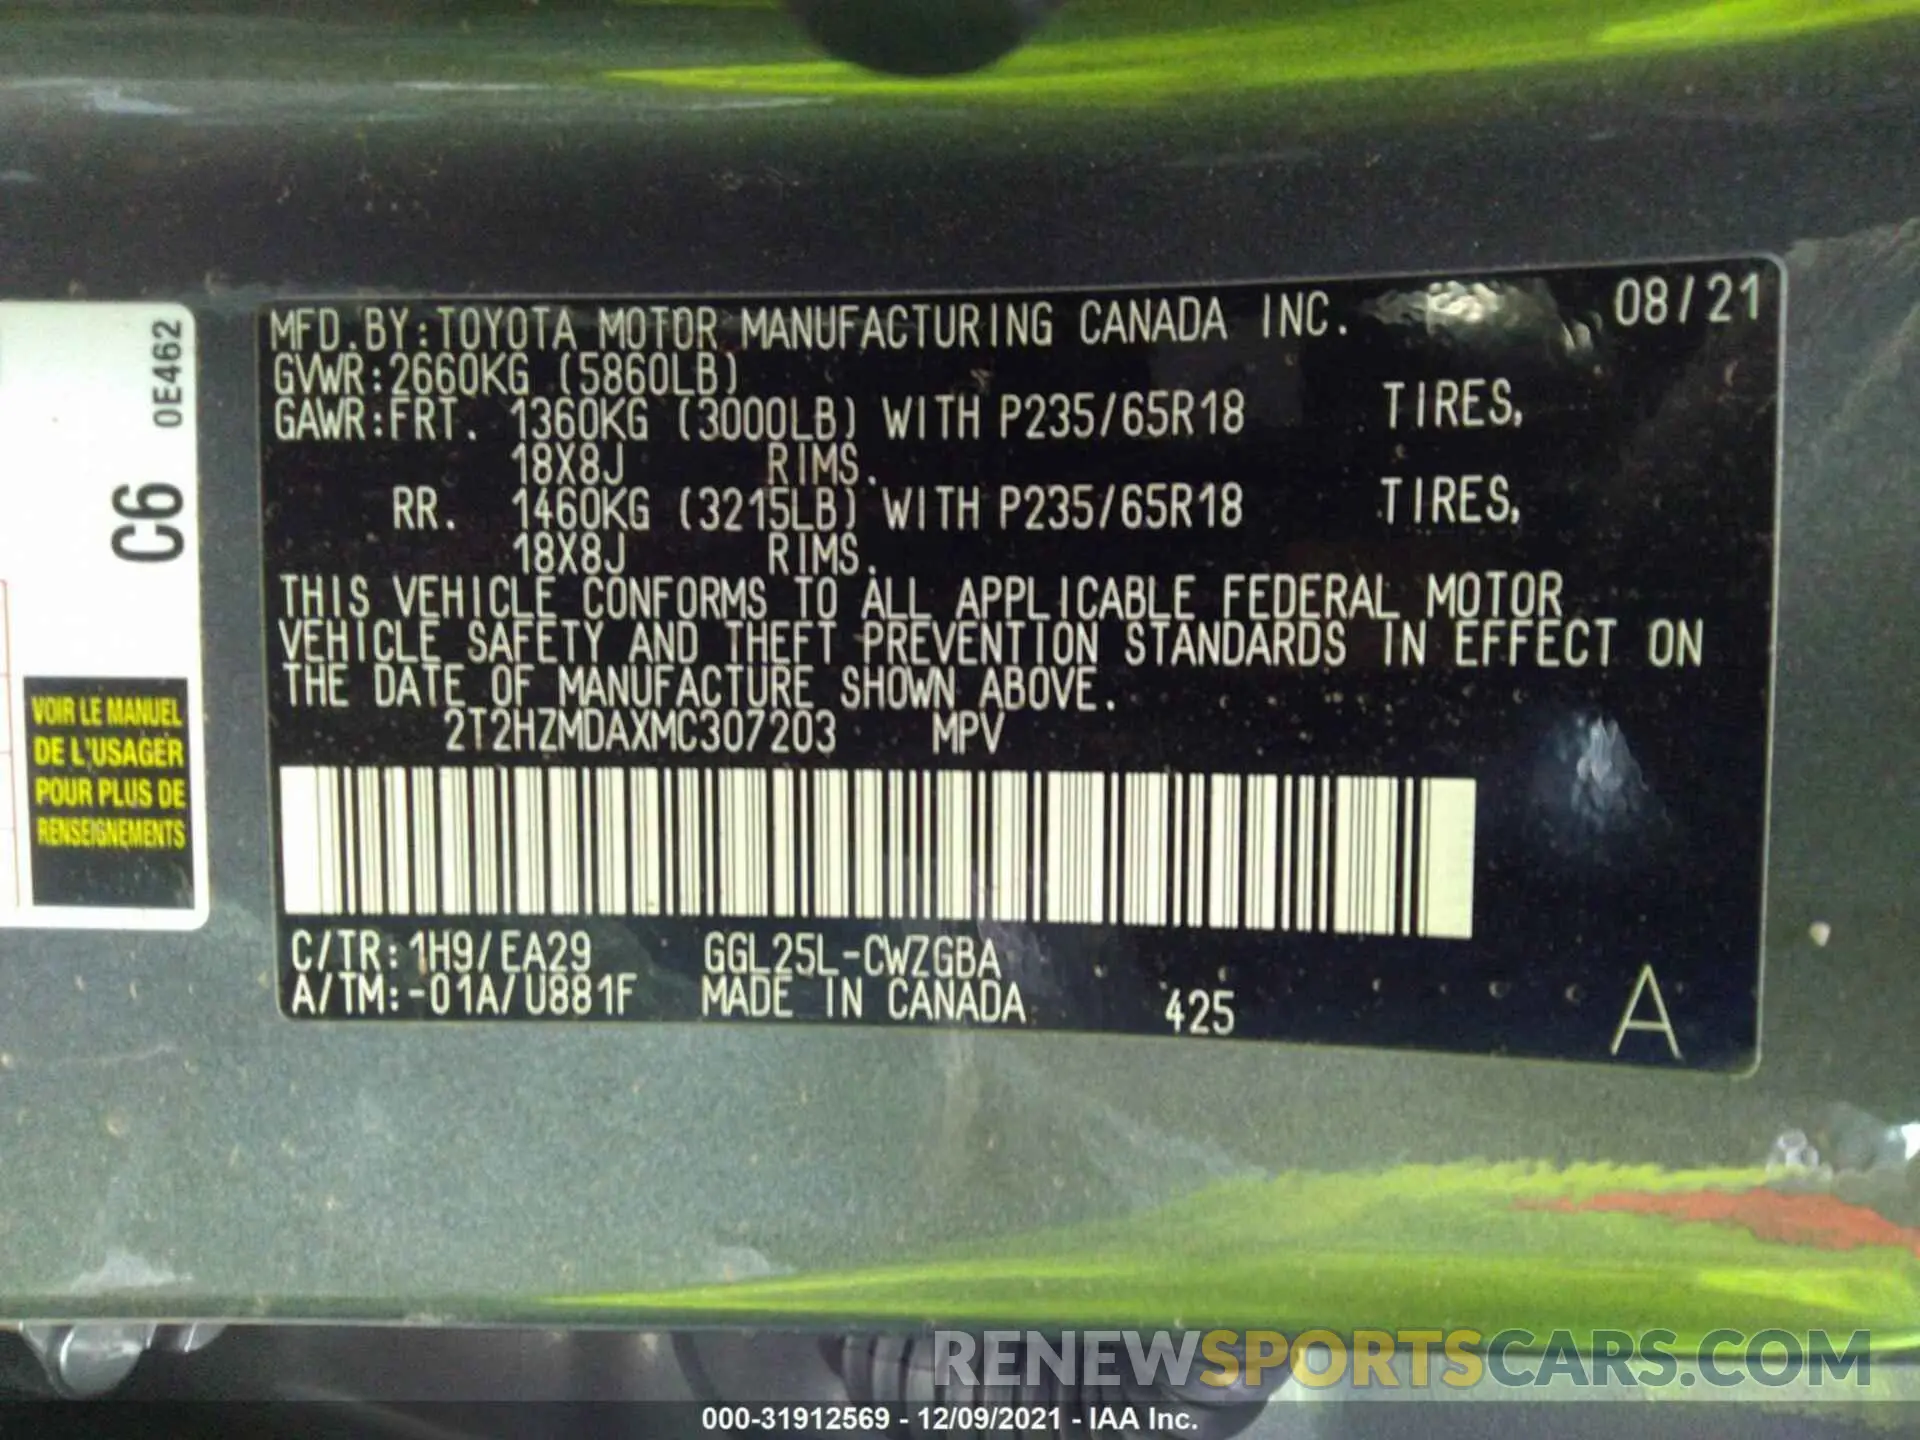 MFD.BY:TOYOTA MOTOR MANUFACTURING CANADA INC. 08/21
GVWR:2660KG (5860LB)
GAWR:FRT. 1360KG (3000LB) WITH P235/65R18 TIRES,
18X8J RIMS.
RR. 1460KG (3215LB) WITH P235/65R18 TIRES,
18X8J RIMS.
THIS VEHICLE CONFORMS TO ALL APPLICABLE FEDERAL MOTOR
VEHICLE SAFETY AND THEFT PREVENTION STANDARDS IN EFFECT ON
THE DATE OF MANUFACTURE SHOWN ABOVE.
2T2HZMDAXMC307203 MPV
C/TR:1H9/EA29 GGL25L-CWZGBA
A/TM:-01A/U881F MADE IN CANADA 425 A
0E462
C6
VOIR LE MANUEL
DE L'USAGER
POUR PLUS DE
RENSEIGNEMENTS
RENEWSPORTSCARS.COM
000-31912569 - 12/09/2021 - IAA Inc.